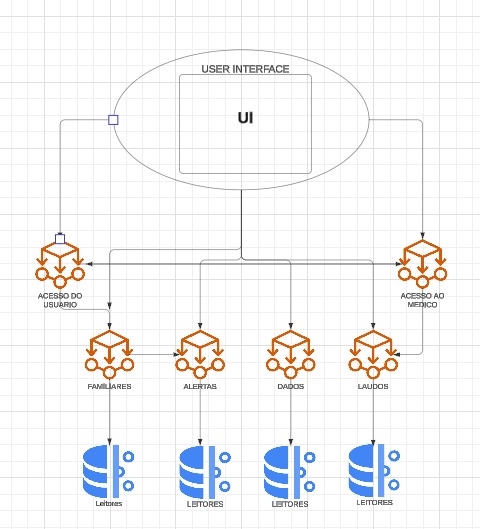 USER INTERFACE
UI
ACESSO DO
USUARIO
ACESSO AO
MEDICO
FAMILIARES
ALERTAS
DADOS
LAUDOS
Leitores
LEITORES
LEITORES
LEITORES